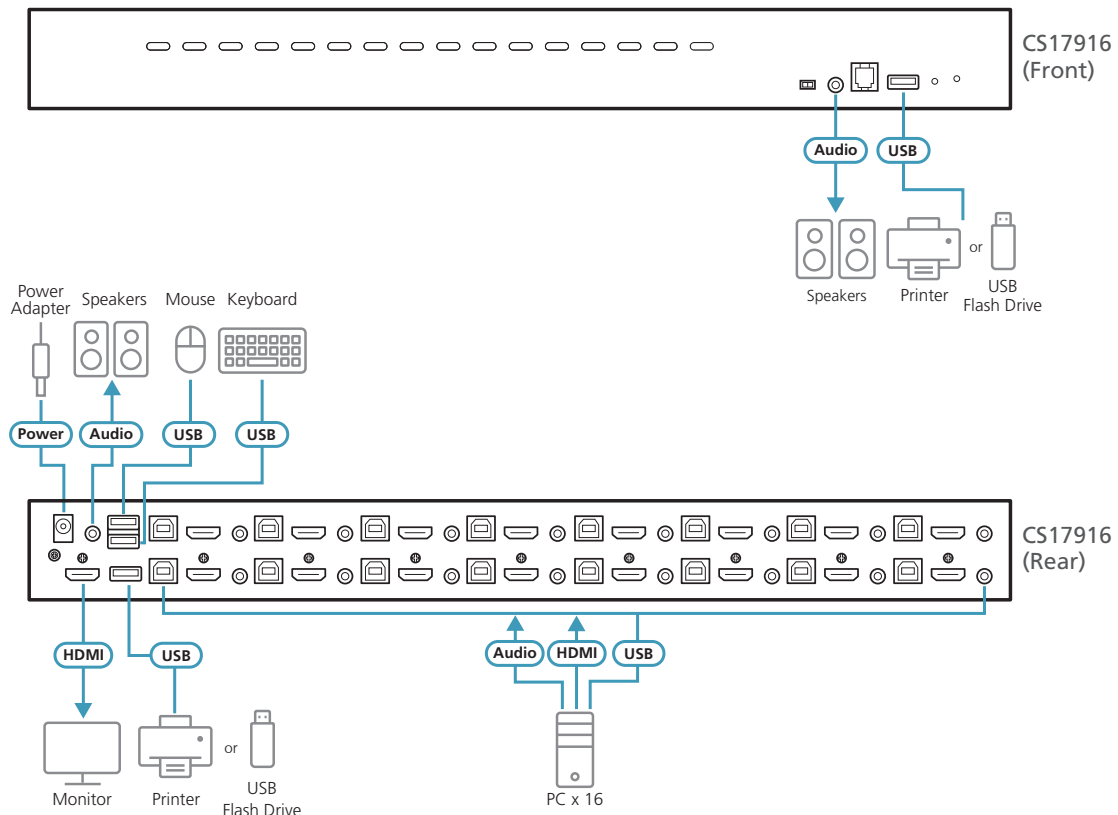 CS17916
(Front)
Audio
USB
Speakers
Printer
or
USB
Flash Drive
Power
Adapter
Speakers
Mouse
Keyboard
Power
Audio
USB
USB
CS17916
(Rear)
HDMI
USB
Audio
HDMI
USB
Monitor
Printer
or
USB
Flash Drive
PC x 16